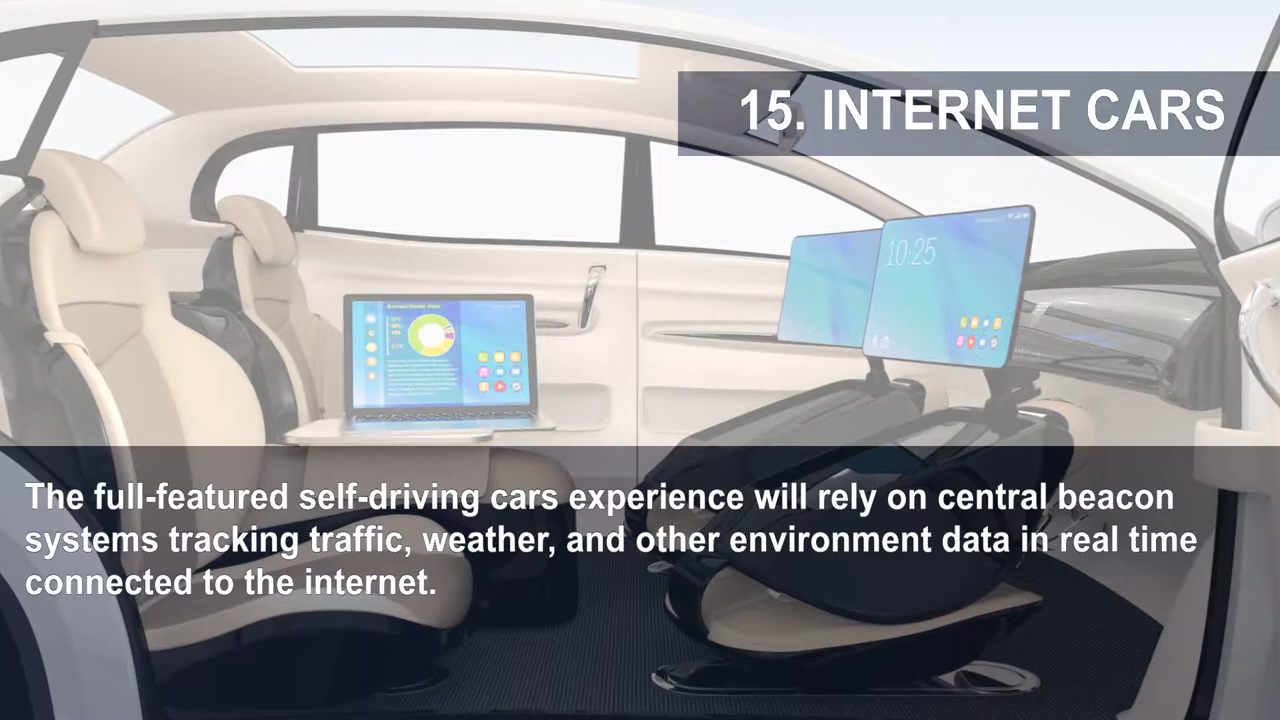 15. INTERNET CARS
10:25
The full-featured self-driving cars experience will rely on central beacon
systems tracking traffic, weather, and other environment data in real time
connected to the internet.